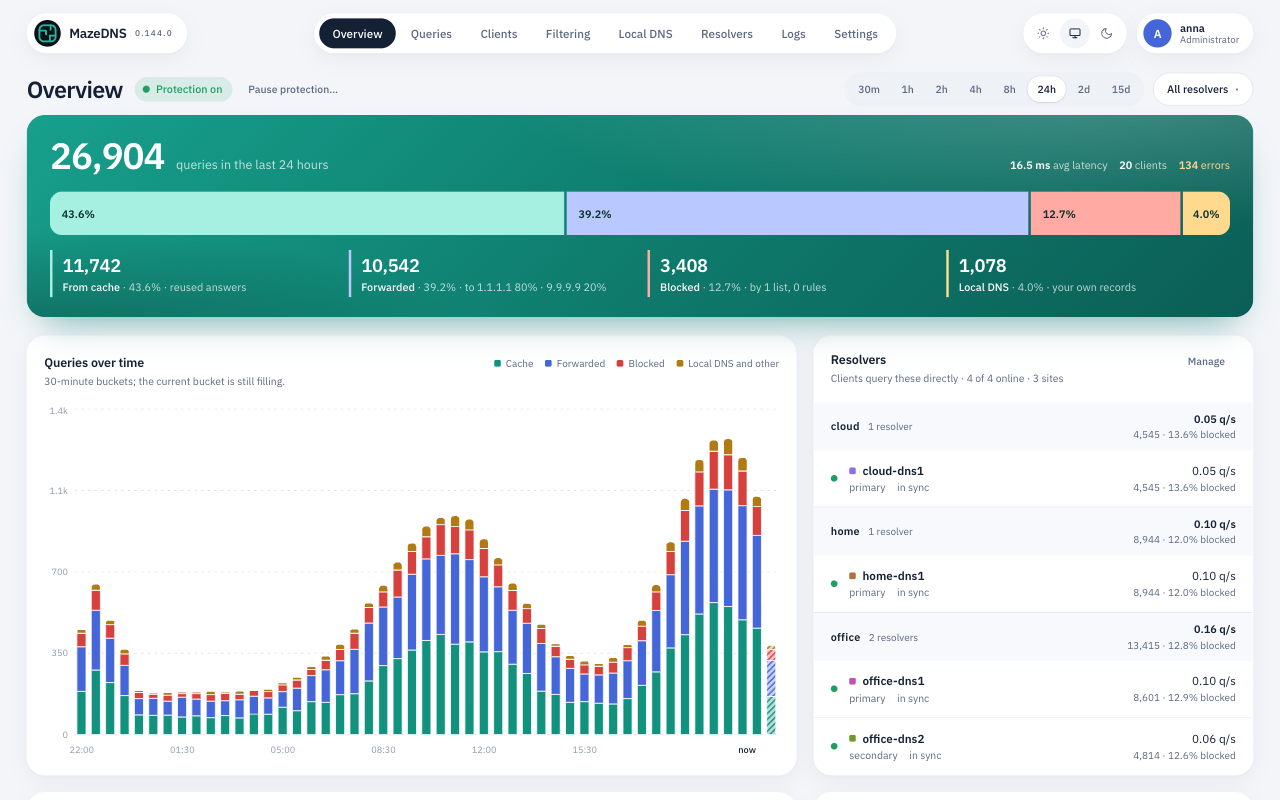 MazeDNS 0.144.0
Overview Queries Clients Filtering Local DNS Resolvers Logs Settings
A anna
Administrator
Overview Protection on Pause protection...
30m 1h 2h 4h 8h 24h 2d 15d All resolvers
26,904 queries in the last 24 hours
16.5 ms avg latency 20 clients 134 errors
43.6% 39.2% 12.7% 4.0%
11,742
From cache · 43.6% · reused answers
10,542
Forwarded · 39.2% · to 1.1.1.1 80% · 9.9.9.9 20%
3,408
Blocked · 12.7% · by 1 list, 0 rules
1,078
Local DNS · 4.0% · your own records
Queries over time
Cache Forwarded Blocked Local DNS and other
30-minute buckets; the current bucket is still filling.
1.4k
1.1k
700
350
0
22:00 01:30 05:00 08:30 12:00 15:30 now
Resolvers Manage
Clients query these directly · 4 of 4 online · 3 sites
cloud 1 resolver 0.05 q/s
4,545 · 13.6% blocked
cloud-dns1 0.05 q/s
primary in sync 4,545 · 13.6% blocked
home 1 resolver 0.10 q/s
8,944 · 12.0% blocked
home-dns1 0.10 q/s
primary in sync 8,944 · 12.0% blocked
office 2 resolvers 0.16 q/s
13,415 · 12.8% blocked
office-dns1 0.10 q/s
primary in sync 8,601 · 12.9% blocked
office-dns2 0.06 q/s
secondary in sync 4,814 · 12.6% blocked